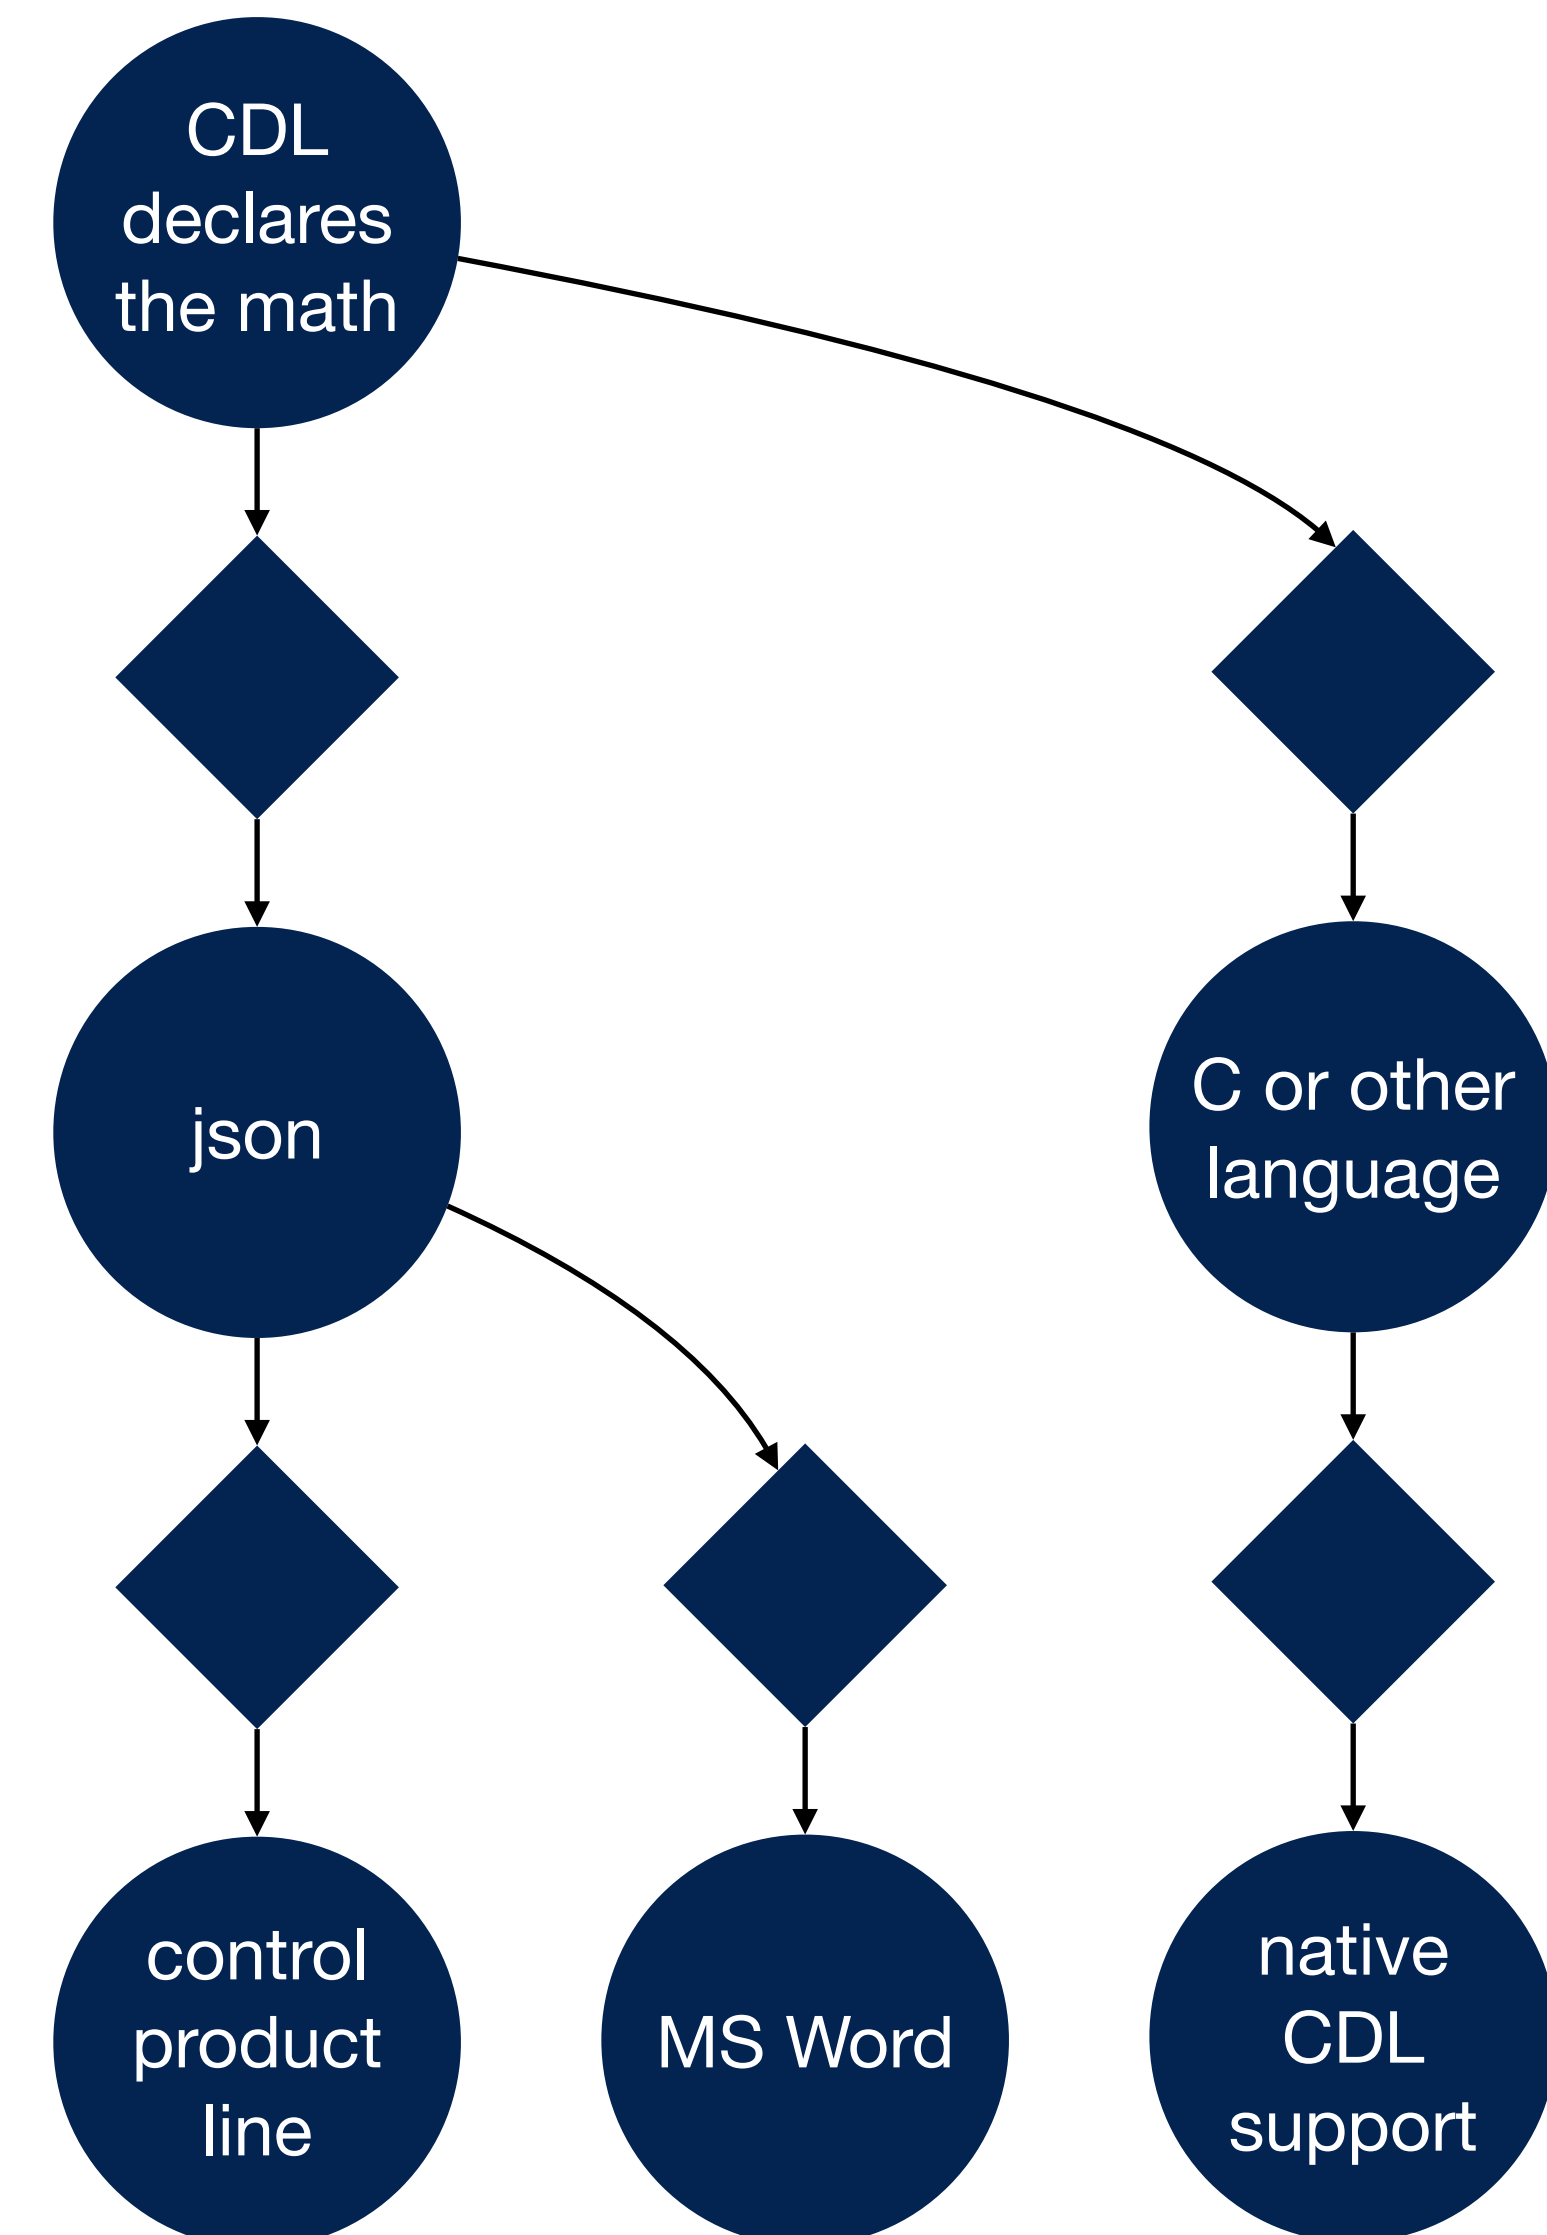 CDL
declares
the math
json
C or other
language
control
product
line
MS Word
native
CDL
support